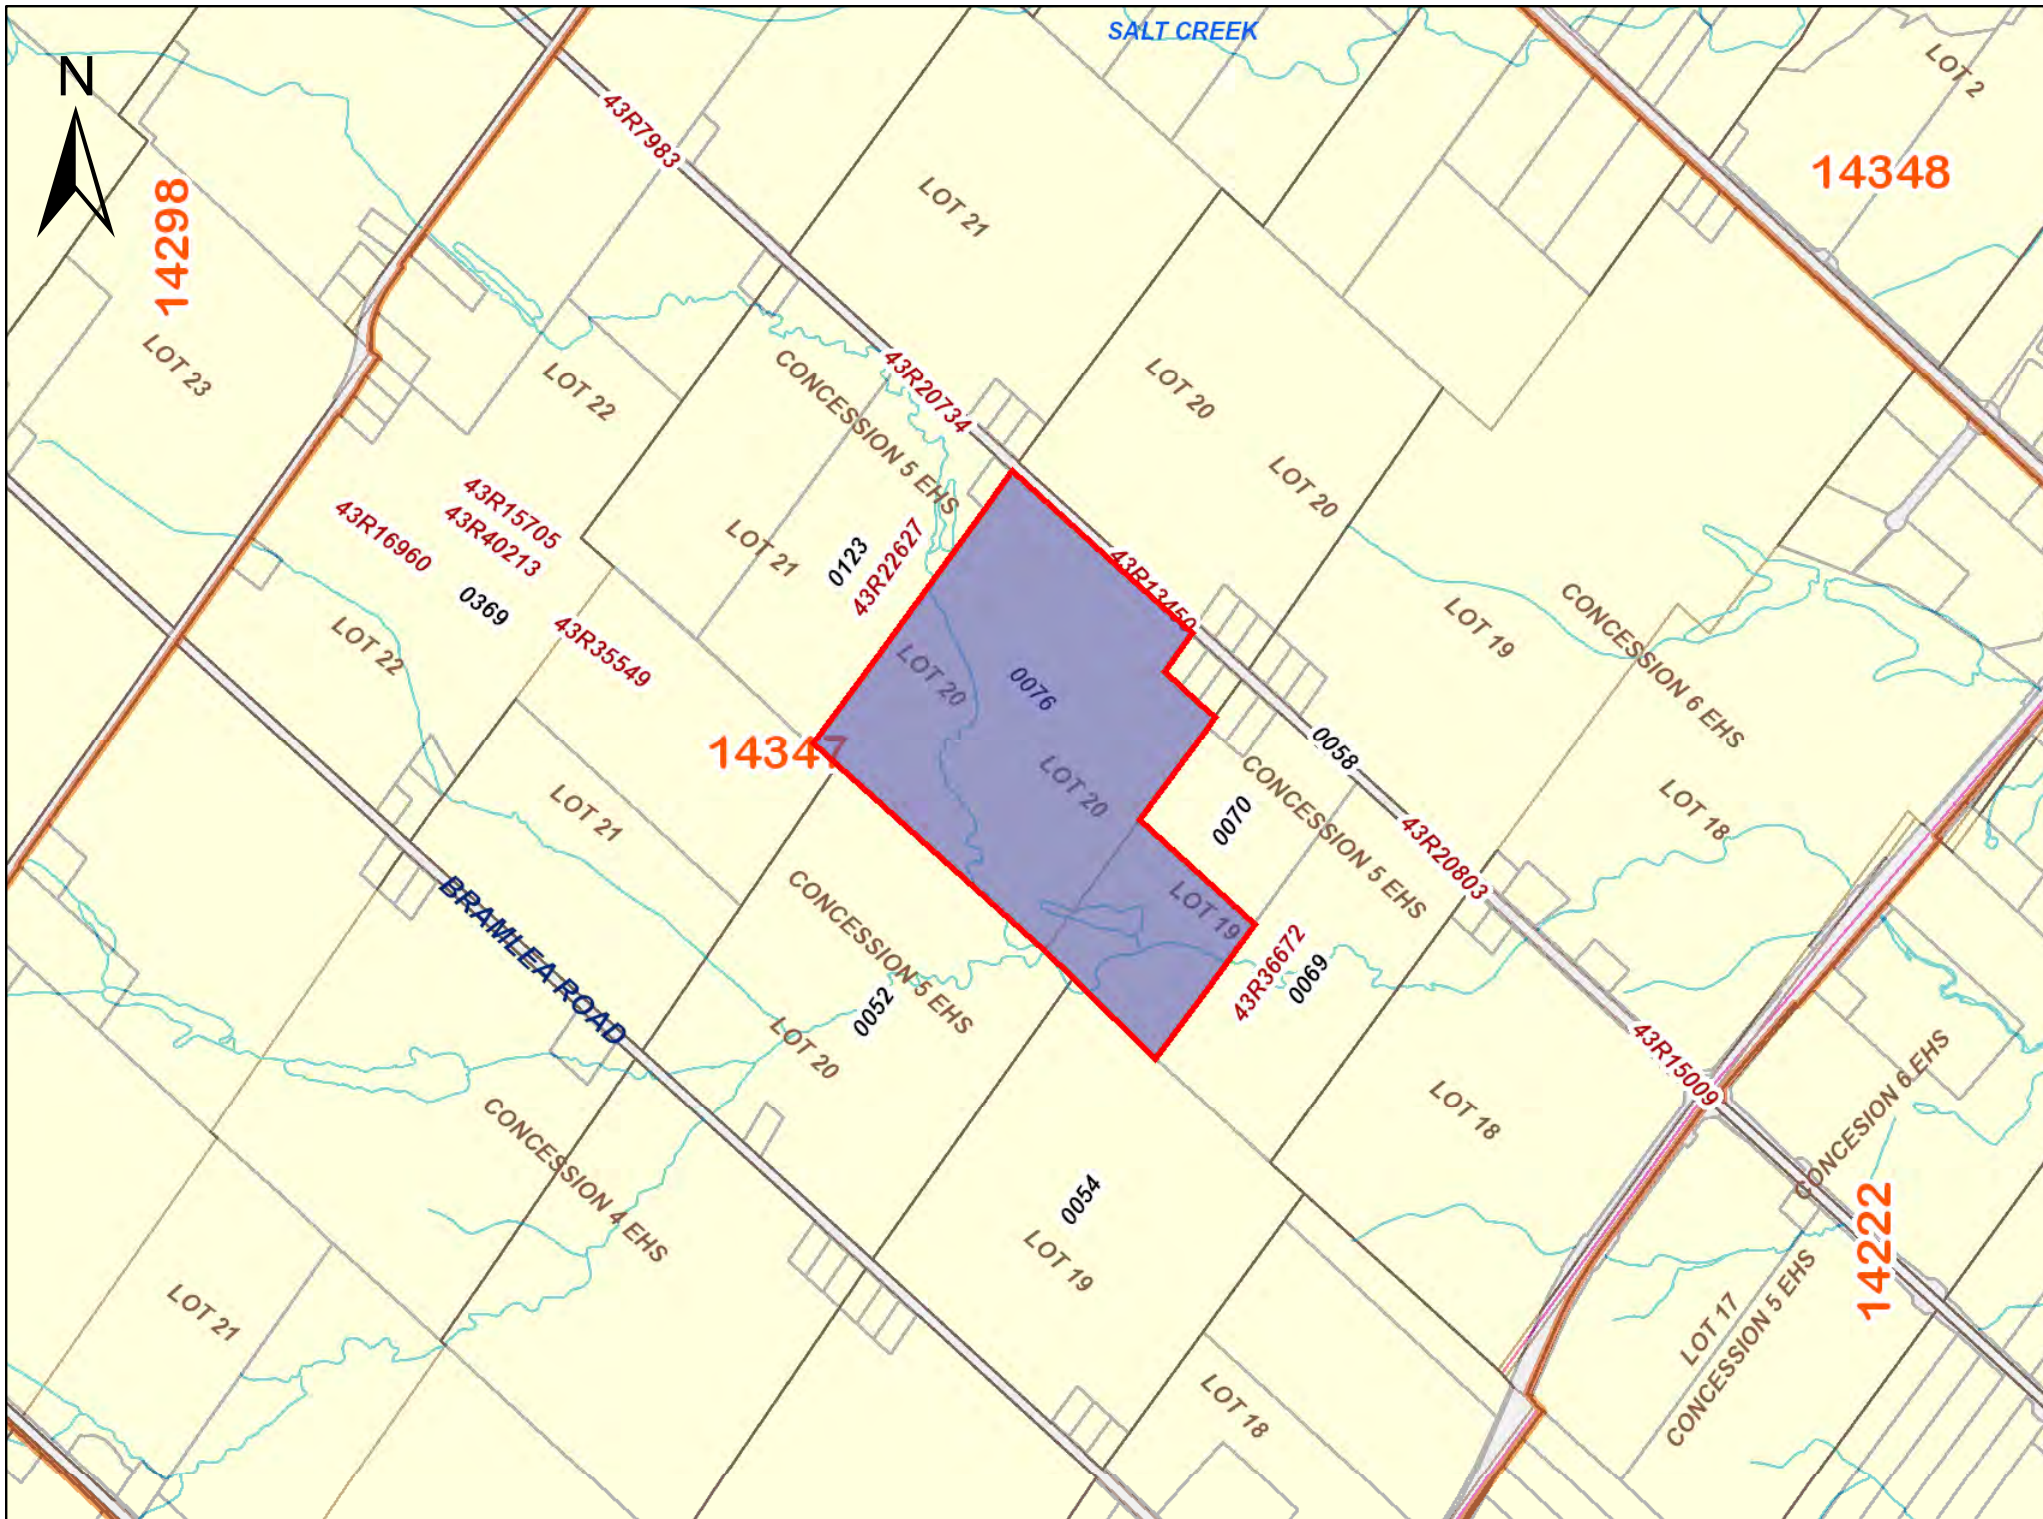 SALT CREEK
LOT 2
N
43R7983
14348
14298
LOT 21
LOT 23
LOT 22
CONCESSION 5 EHS
43R20734
LOT 20
LOT 20
43R15705
43R16960
43R40213
LOT 21
0123
43R22627
43R13450
0369
CONCESSION 6 EHS
LOT 19
LOT 22
43R35549
LOT 20
0076
14347
0058
LOT 20
LOT 21
CONCESSION 5 EHS
0070
LOT 18
43R20803
BRAMLEA ROAD
CONCESSION 5 EHS
LOT 19
43R36672
0069
0052
LOT 20
43R15009
CONCESION 6 EHS
LOT 18
CONCESSION 4 EHS
0054
14222
LOT 19
LOT 21
LOT 17
CONCESSION 5 EHS
LOT 18